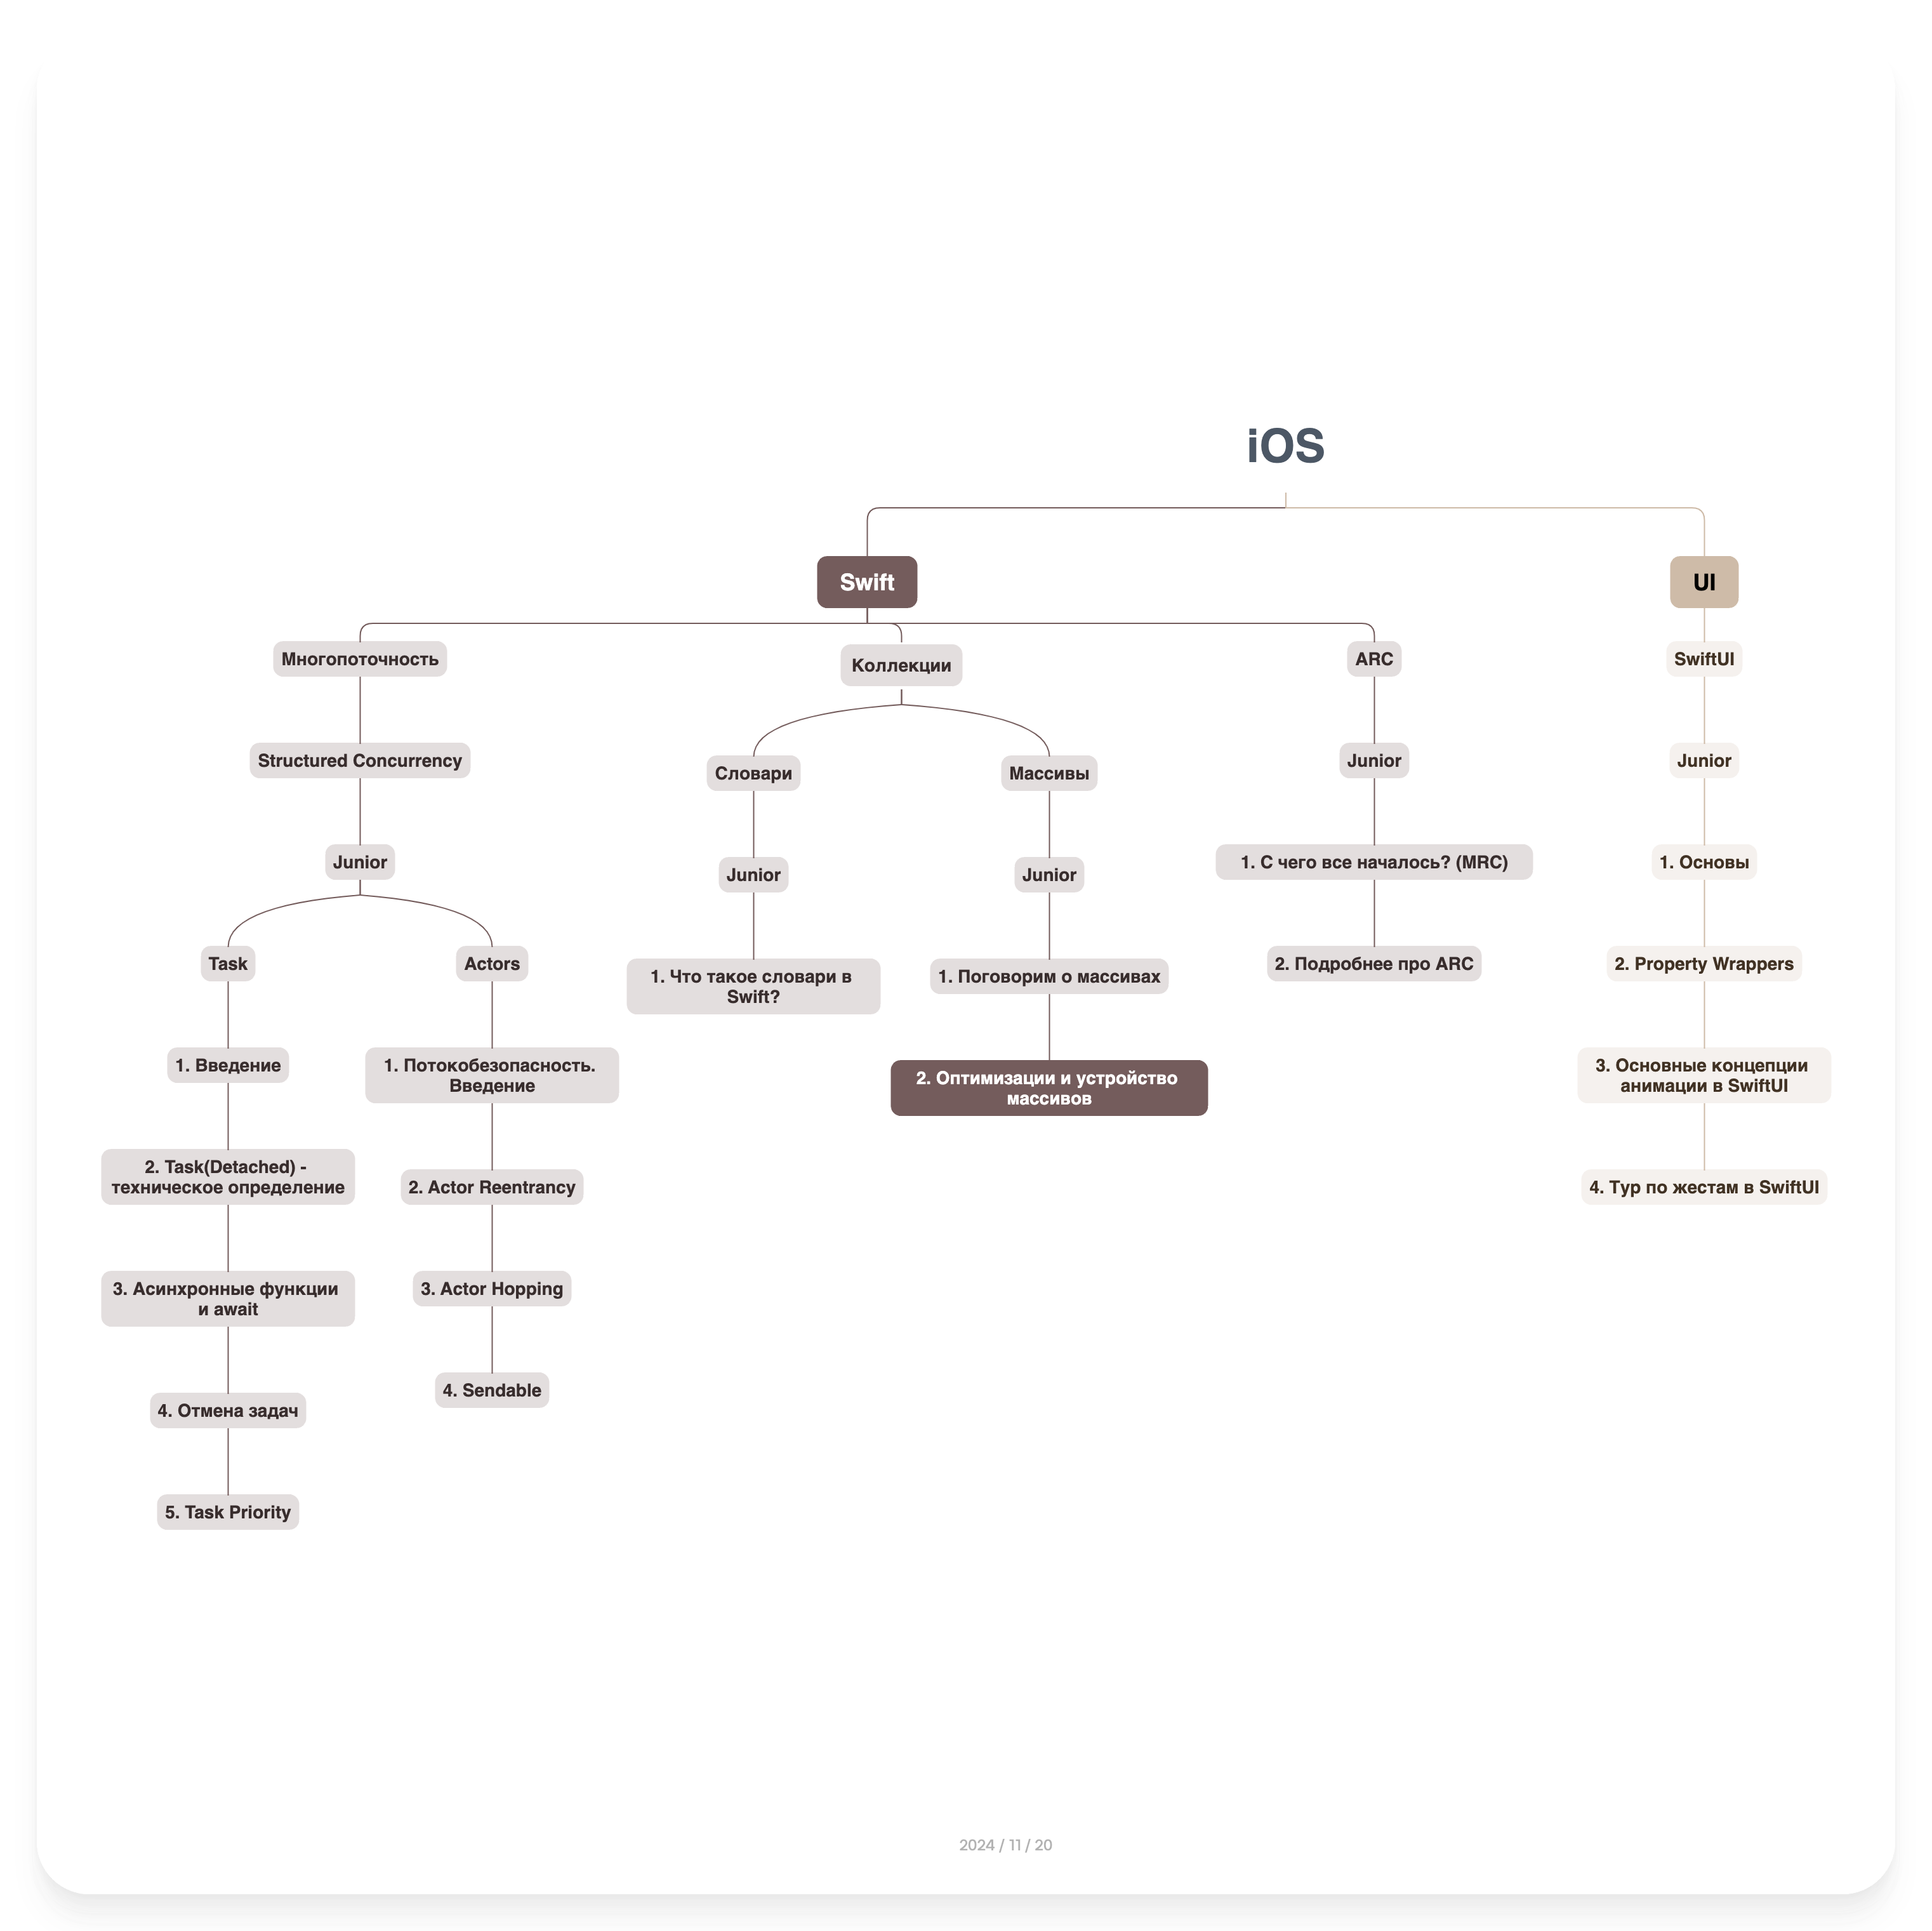 iOS
Swift
UI
Многопоточность
Коллекции
ARC
SwiftUI
Structured Concurrency
Словари
Массивы
Junior
Junior
Junior
Junior
Junior
1. С чего все началось? (MRC)
1. Основы
Task
Actors
1. Что такое словари в
Swift?
1. Поговорим о массивах
2. Подробнее про ARC
2. Property Wrappers
1. Введение
1. Потокобезопасность.
Введение
2. Оптимизации и устройство
массивов
3. Основные концепции
анимации в SwiftUI
2. Task(Detached) -
техническое определение
2. Actor Reentrancy
4. Тур по жестам в SwiftUI
3. Асинхронные функции
и await
3. Actor Hopping
4. Отмена задач
4. Sendable
5. Task Priority
2024 / 11 / 20